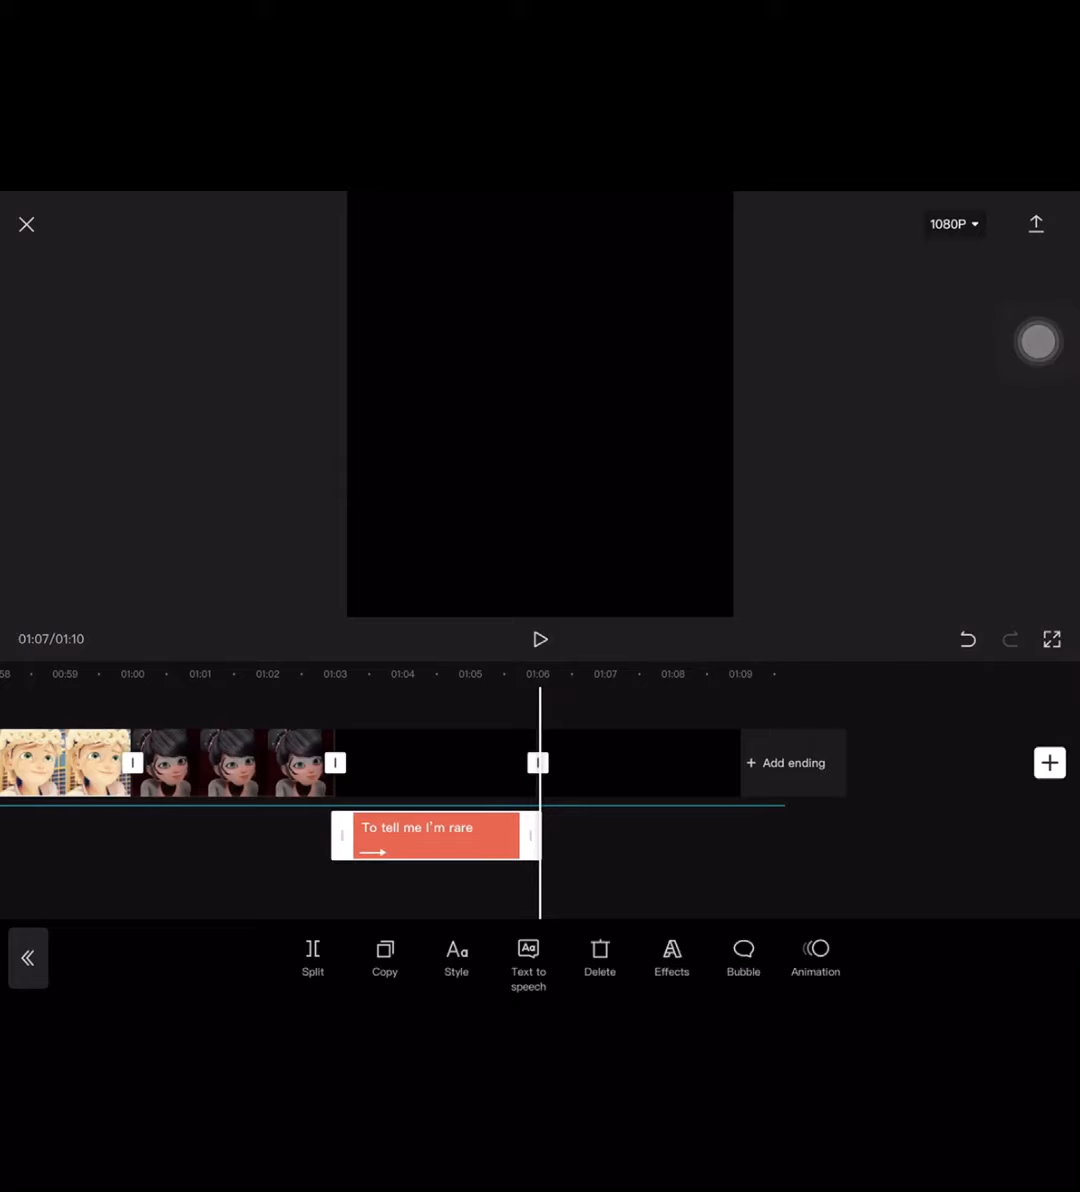 1080P
01:07/01:10
58 00:59 01:00 01:01 01:02 01:03 01:04 01:05 01:06 01:07 01:08 01:09
+ Add ending
To tell me I'm rare
Split
Copy
Aa
Style
Aa
Text to
speech
Delete
A
Effects
Bubble
Animation